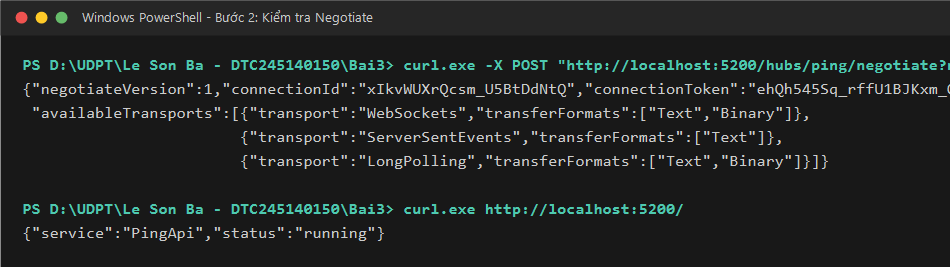 Windows PowerShell - Bước 2: Kiểm tra Negotiate
PS D:\UDPT\Le Son Ba - DTC245140150\Bai3> curl.exe -X POST "http://localhost:5200/hubs/ping/negotiate?
{"negotiateVersion":1,"connectionId":"xIkvWUXrQcsm_U5BtDdNtQ","connectionToken":"ehQh545Sq_rffU1BJKxm_
"availableTransports":[{"transport":"WebSockets","transferFormats":["Text","Binary"]},
{"transport":"ServerSentEvents","transferFormats":["Text"]},
{"transport":"LongPolling","transferFormats":["Text","Binary"]}]}
PS D:\UDPT\Le Son Ba - DTC245140150\Bai3> curl.exe http://localhost:5200/
{"service":"PingApi","status":"running"}